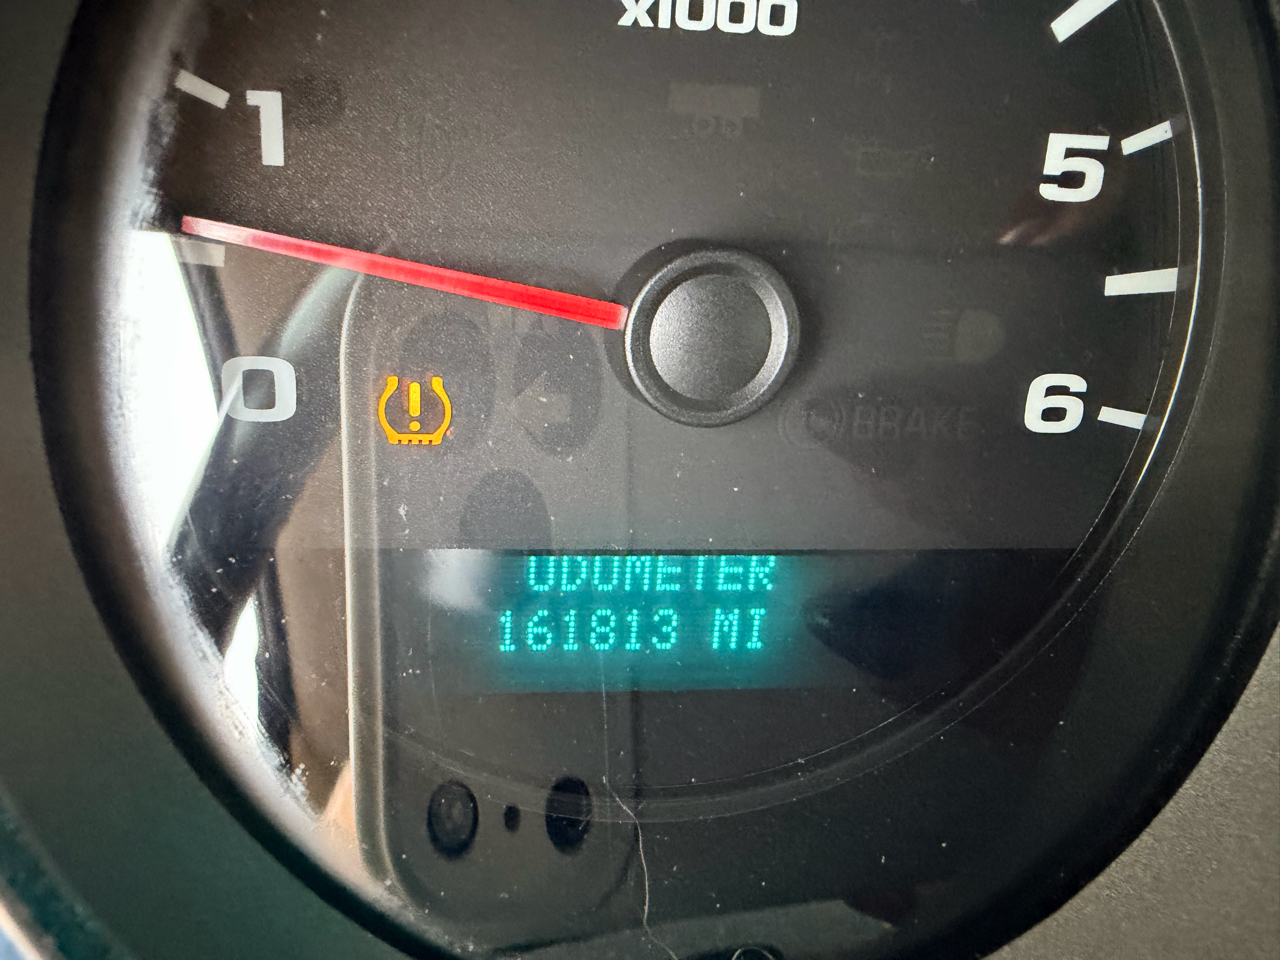 x1000
1
5
0
6
BRAKE
ODOMETER
161813 MI